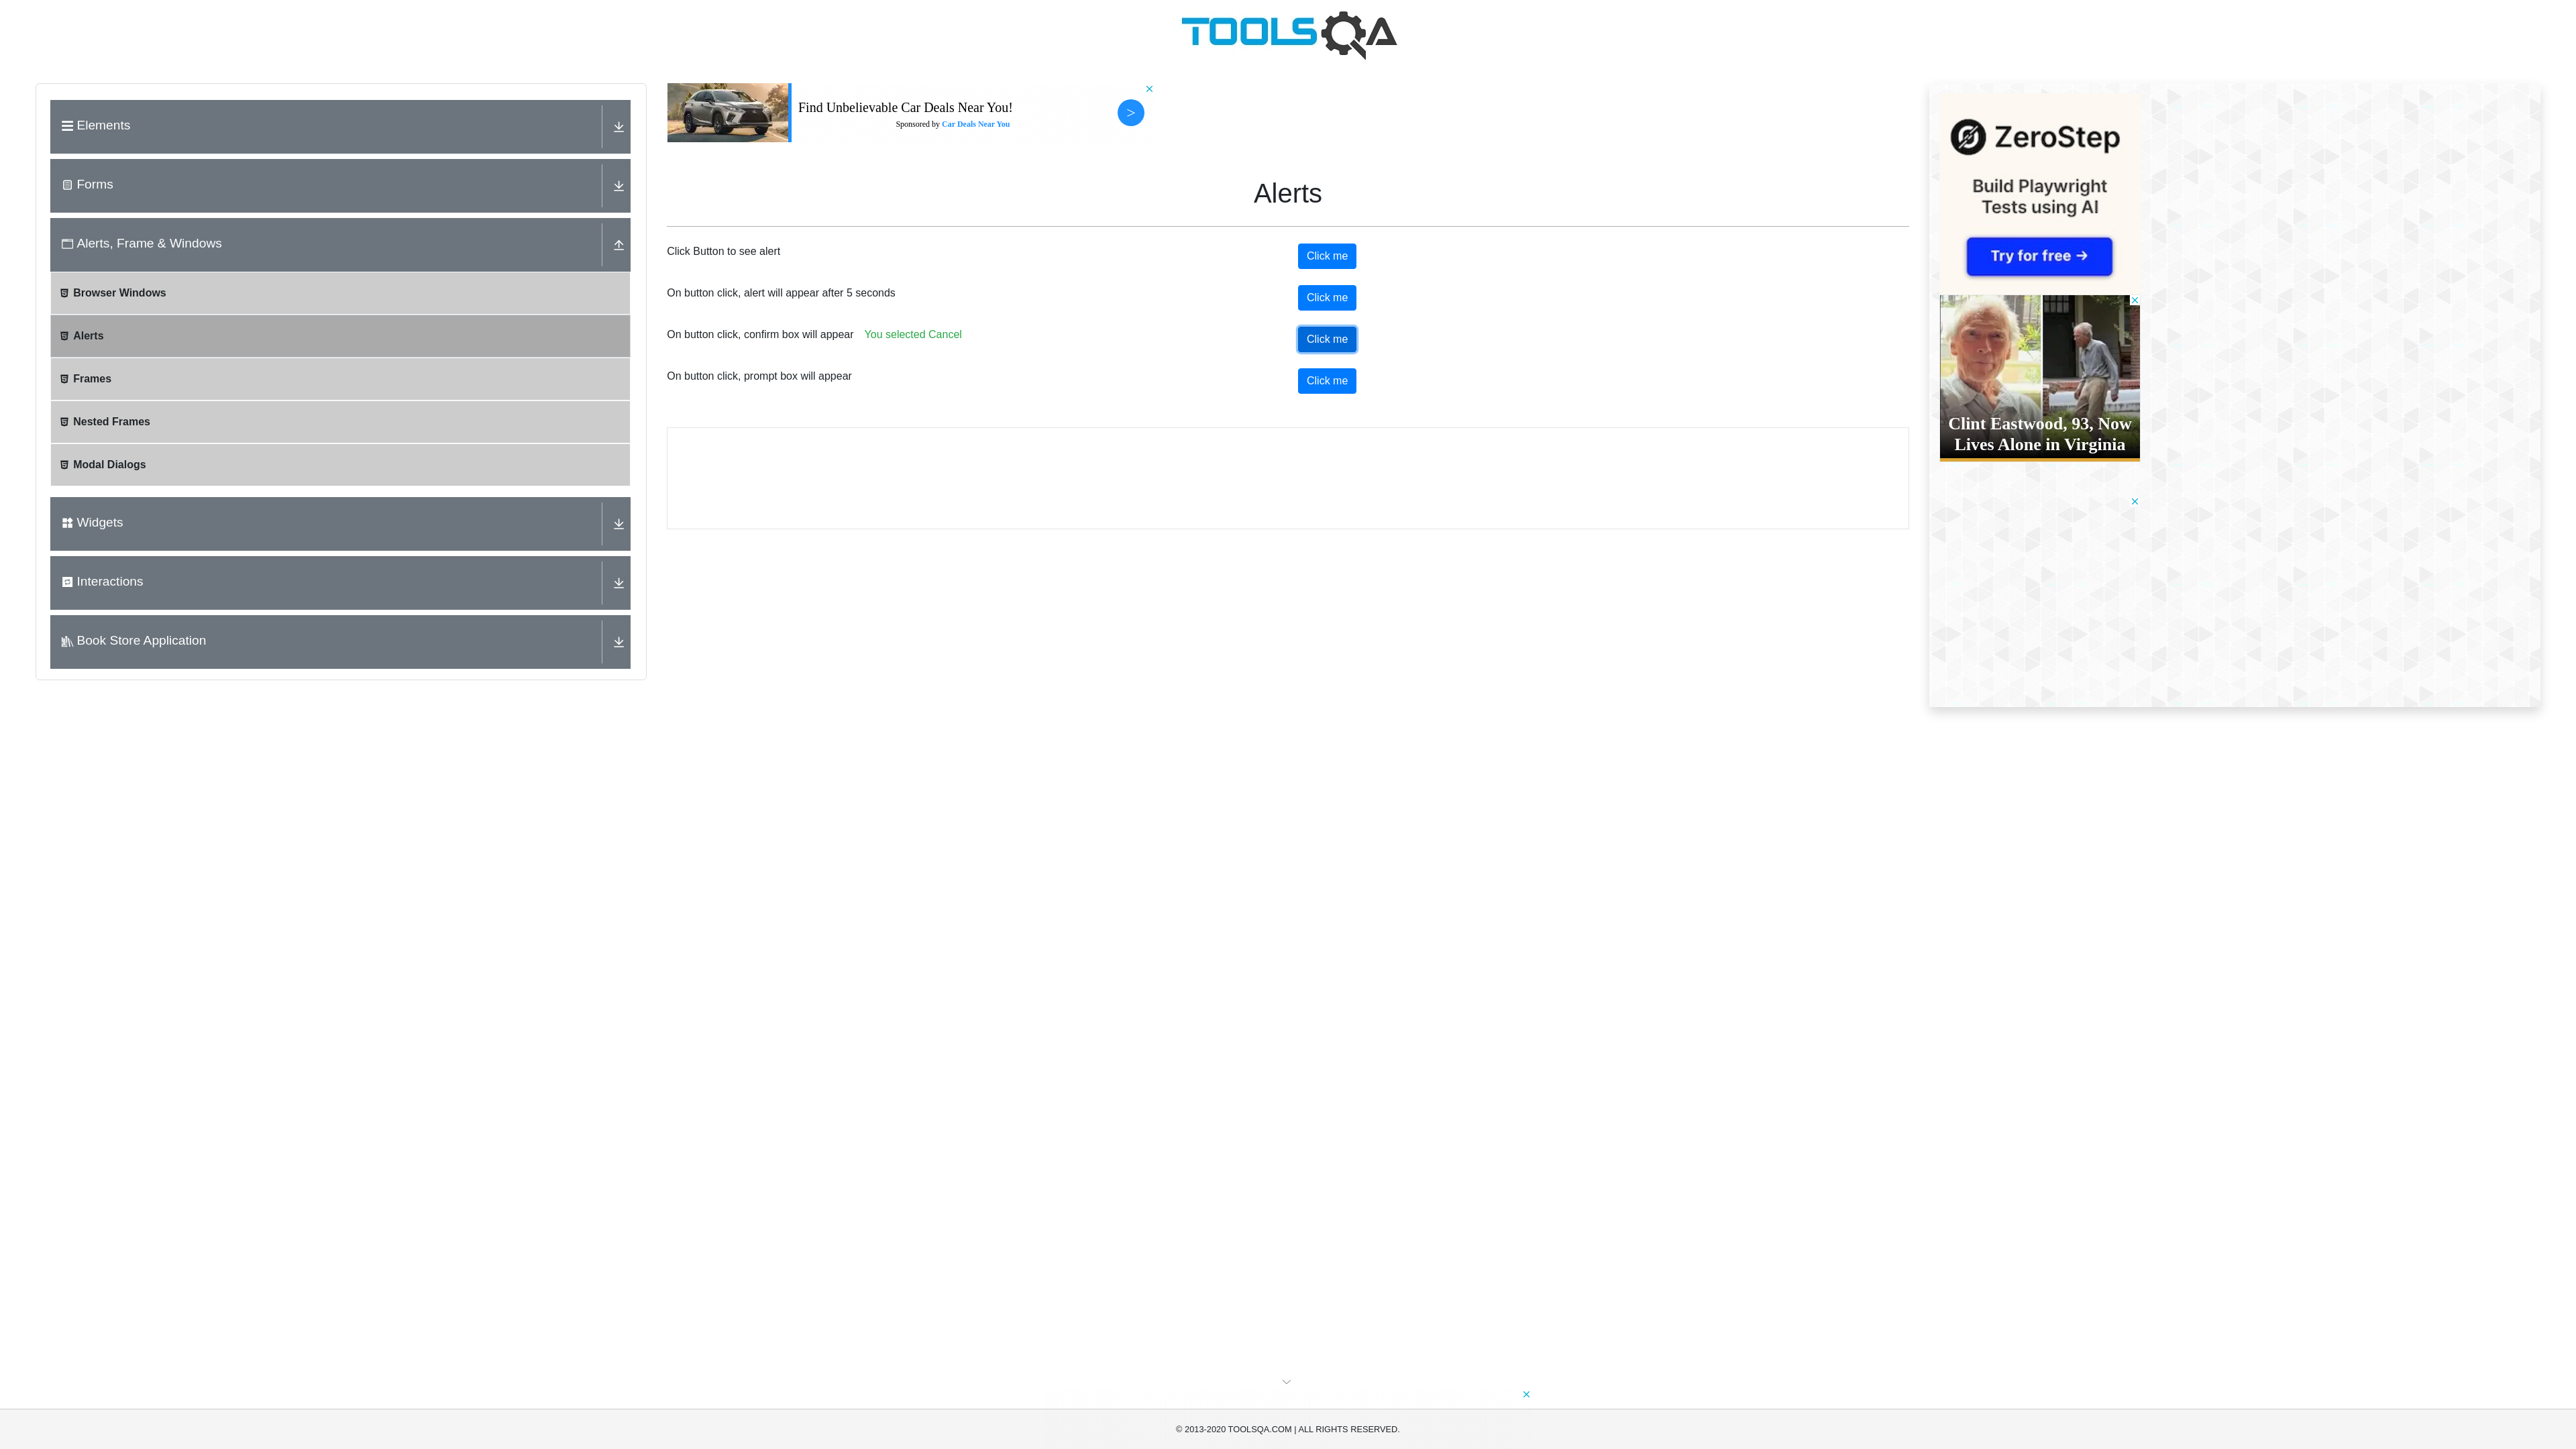 TOOLSQA
Elements
Forms
Alerts, Frame & Windows
Browser Windows
Alerts
Frames
Nested Frames
Modal Dialogs
Widgets
Interactions
Book Store Application
Find Unbelievable Car Deals Near You!
Sponsored by Car Deals Near You
>
Alerts
Click Button to see alert
Click me
On button click, alert will appear after 5 seconds
Click me
On button click, confirm box will appear You selected Cancel
Click me
On button click, prompt box will appear
Click me
ZeroStep
Build Playwright
Tests using AI
Try for free →
Clint Eastwood, 93, Now
Lives Alone in Virginia
© 2013-2020 TOOLSQA.COM | ALL RIGHTS RESERVED.